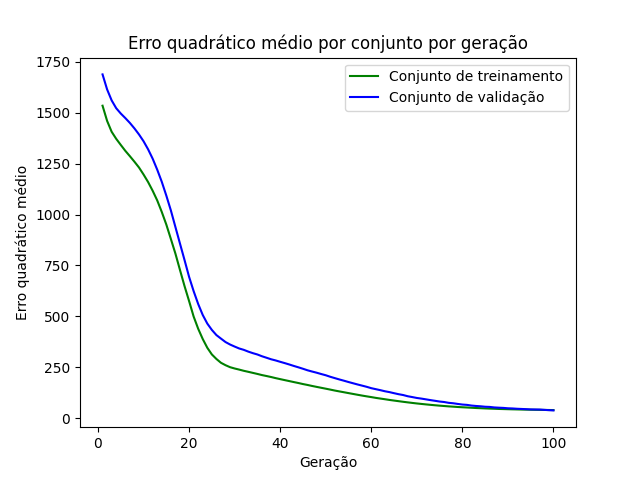 Erro quadrático médio por conjunto por geração
Conjunto de treinamento
Conjunto de validação
Erro quadrático médio
1750
1500
1250
1000
750
500
250
0
0 20 40 60 80 100
Geração